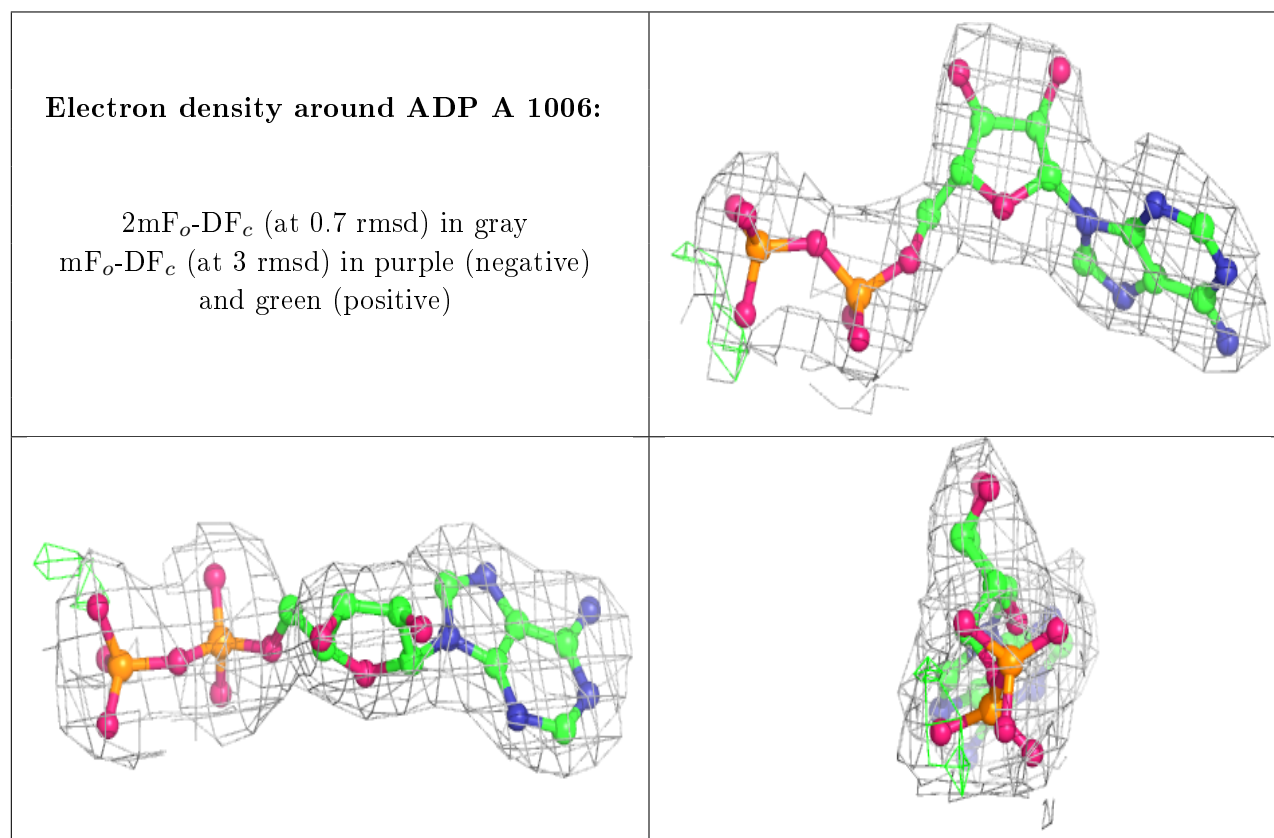 Electron density around ADP A 1006:
2mFo-DFc (at 0.7 rmsd) in gray
mFo-DFc (at 3 rmsd) in purple (negative)
and green (positive)